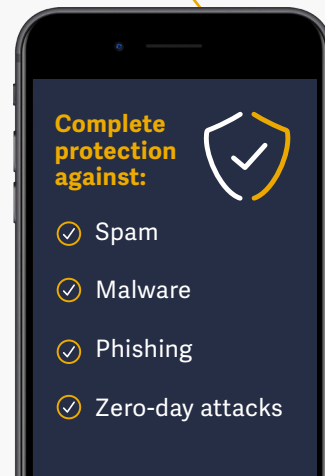 Complete
protection
against:
Spam
Malware
Phishing
Zero-day attacks